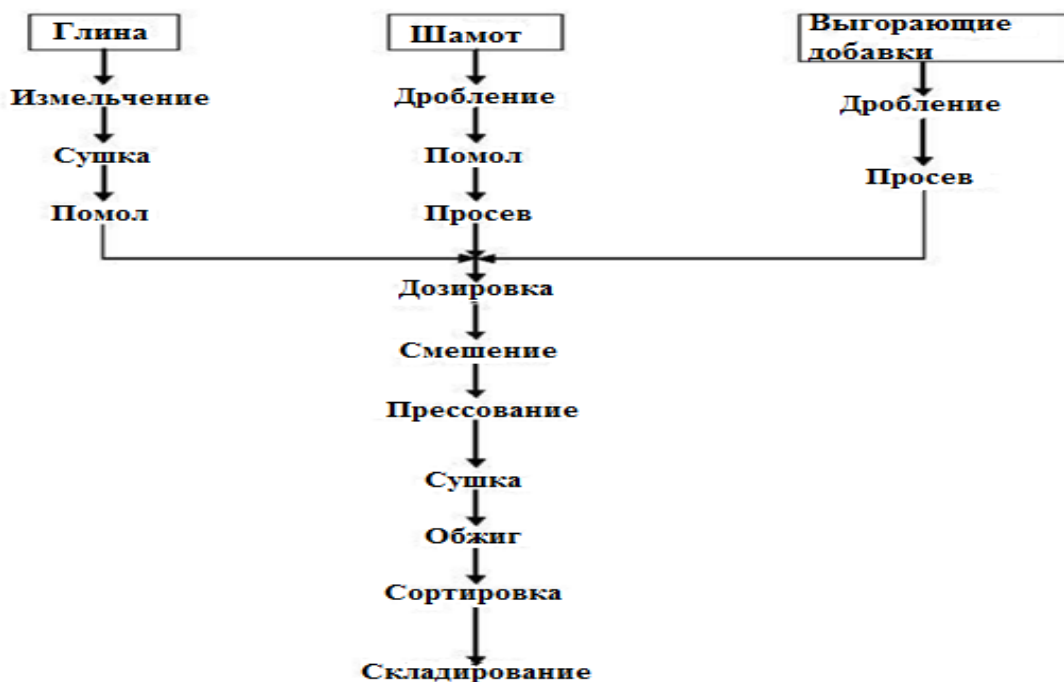 Глина
Измельчение
Сушка
Помол
Шамот
Дробление
Помол
Просев
Выгорающие
добавки
Дробление
Просев
Дозировка
Смешение
Прессование
Сушка
Обжиг
Сортировка
Складирование